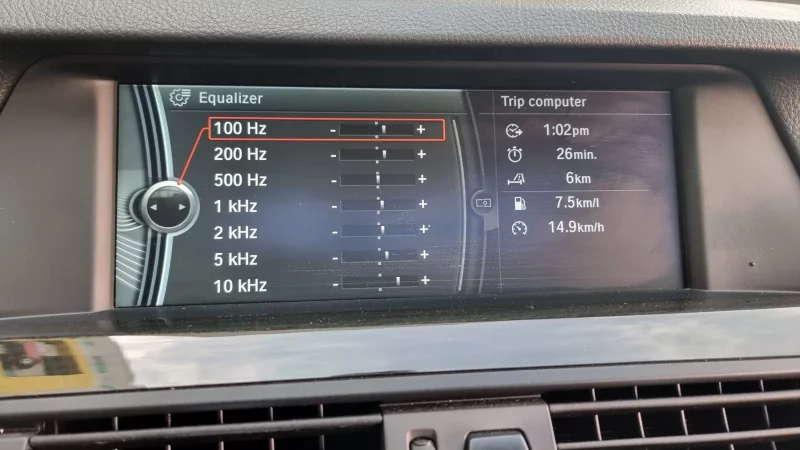 Equalizer
100 Hz - +
200 Hz - +
500 Hz - +
1 kHz - +
2 kHz - +
5 kHz - +
10 kHz - +
Trip computer
1:02pm
26min.
6km
7.5km/l
14.9km/h